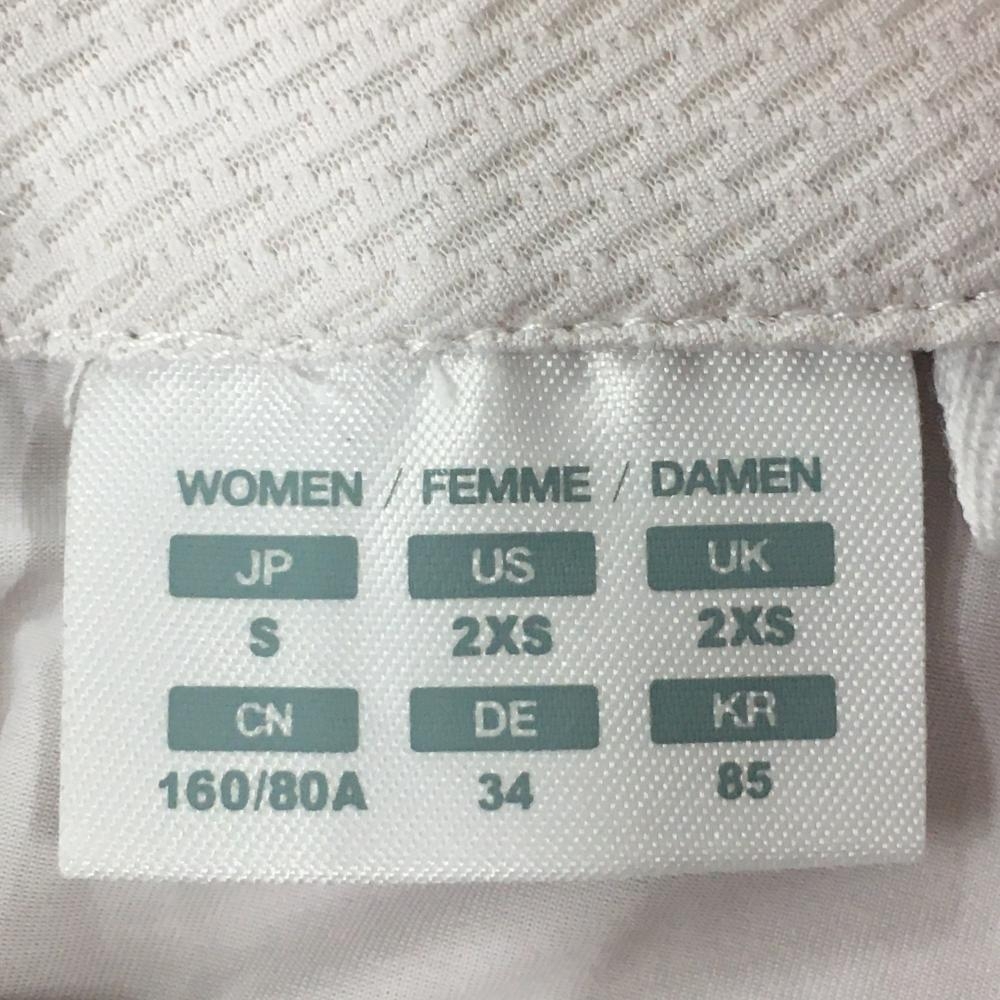 WOMEN / FEMME / DAMEN
JP US UK
S 2XS 2XS
CN DE KR
160/80A 34 85